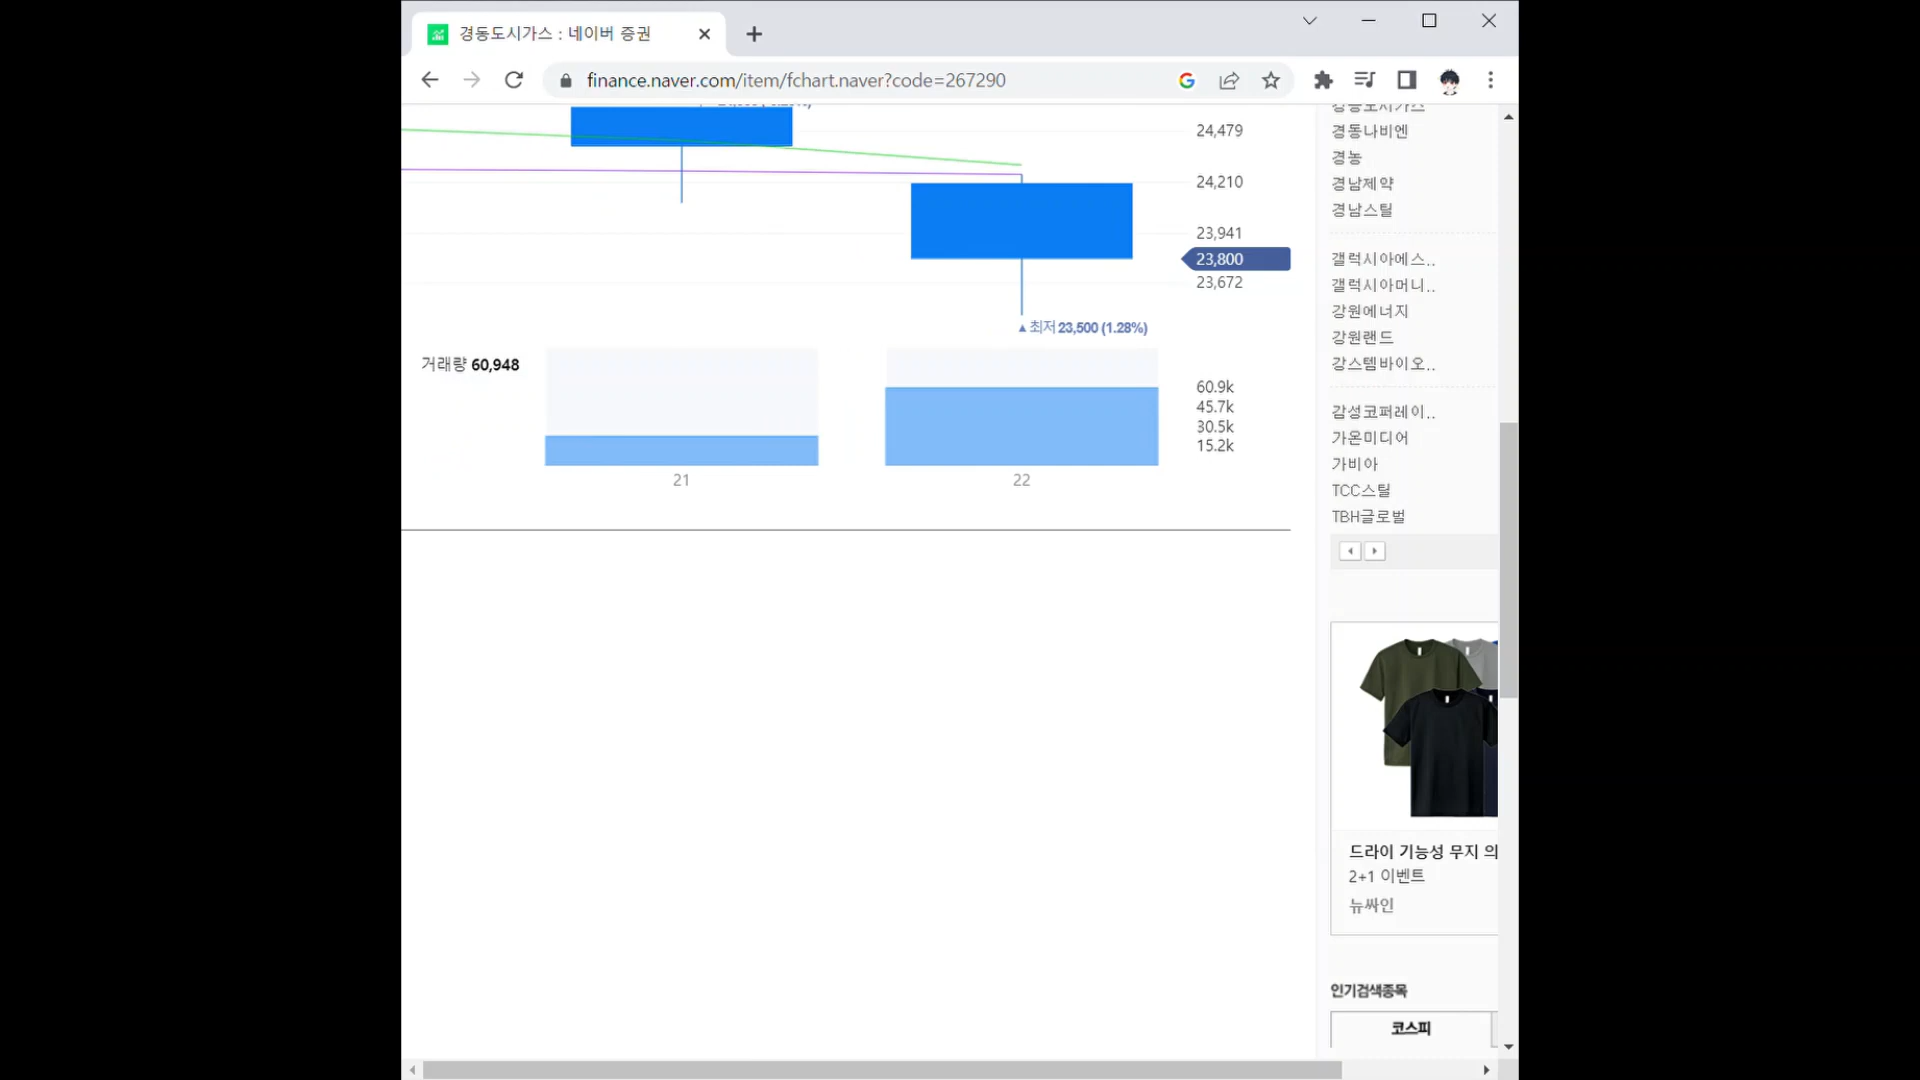 경동도시가스 : 네이버 증권
finance.naver.com/item/fchart.naver?code=267290
24,479
24,210
23,941
23,800
23,672
▲최저 23,500 (1.28%)
거래량 60,948
60.9k
45.7k
30.5k
15.2k
21
22
경동도시가스
경동나비엔
경농
경남제약
경남스틸
갤럭시아에스..
갤럭시아머니..
강원에너지
강원랜드
강스템바이오..
감성코퍼레이..
가온미디어
가비아
TCC스틸
TBH글로벌
드라이 기능성 무지 의
2+1 이벤트
뉴싸인
인기검색종목
코스피